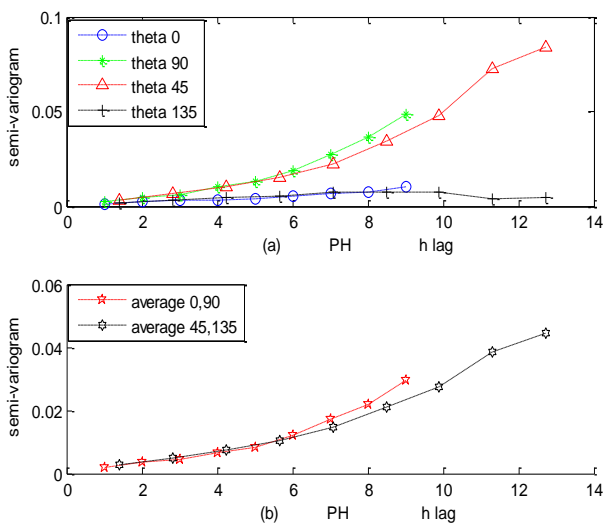 0.1
0.05
0
semi-variogram
theta 0
theta 90
theta 45
theta 135
0 2 4 6 8 10 12 14
(a) PH h lag
0.06
0.04
0.02
0
semi-variogram
average 0,90
average 45,135
0 2 4 6 8 10 12 14
(b) PH h lag